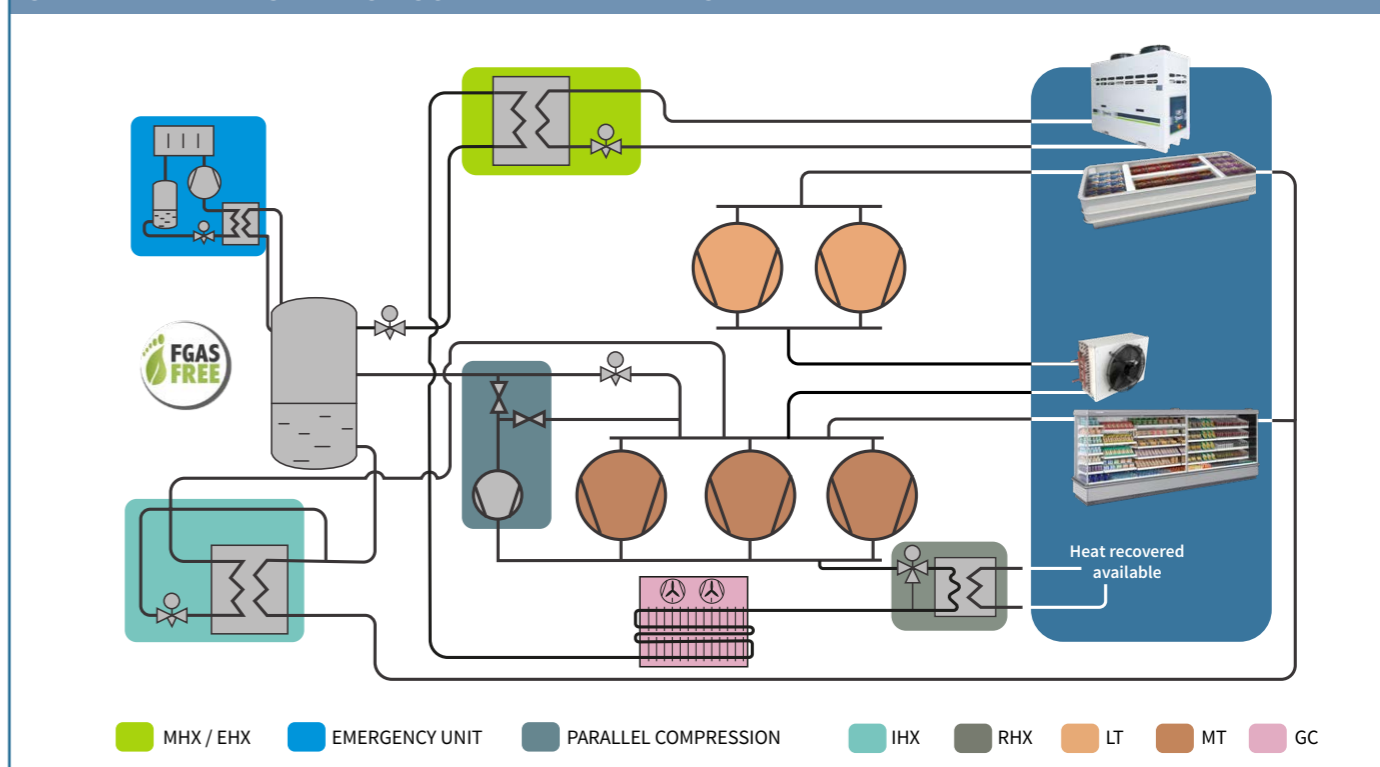 FGAS
FREE
Heat recovered
available
MHX / EHX
EMERGENCY UNIT
PARALLEL COMPRESSION
IHX
RHX
LT
MT
GC